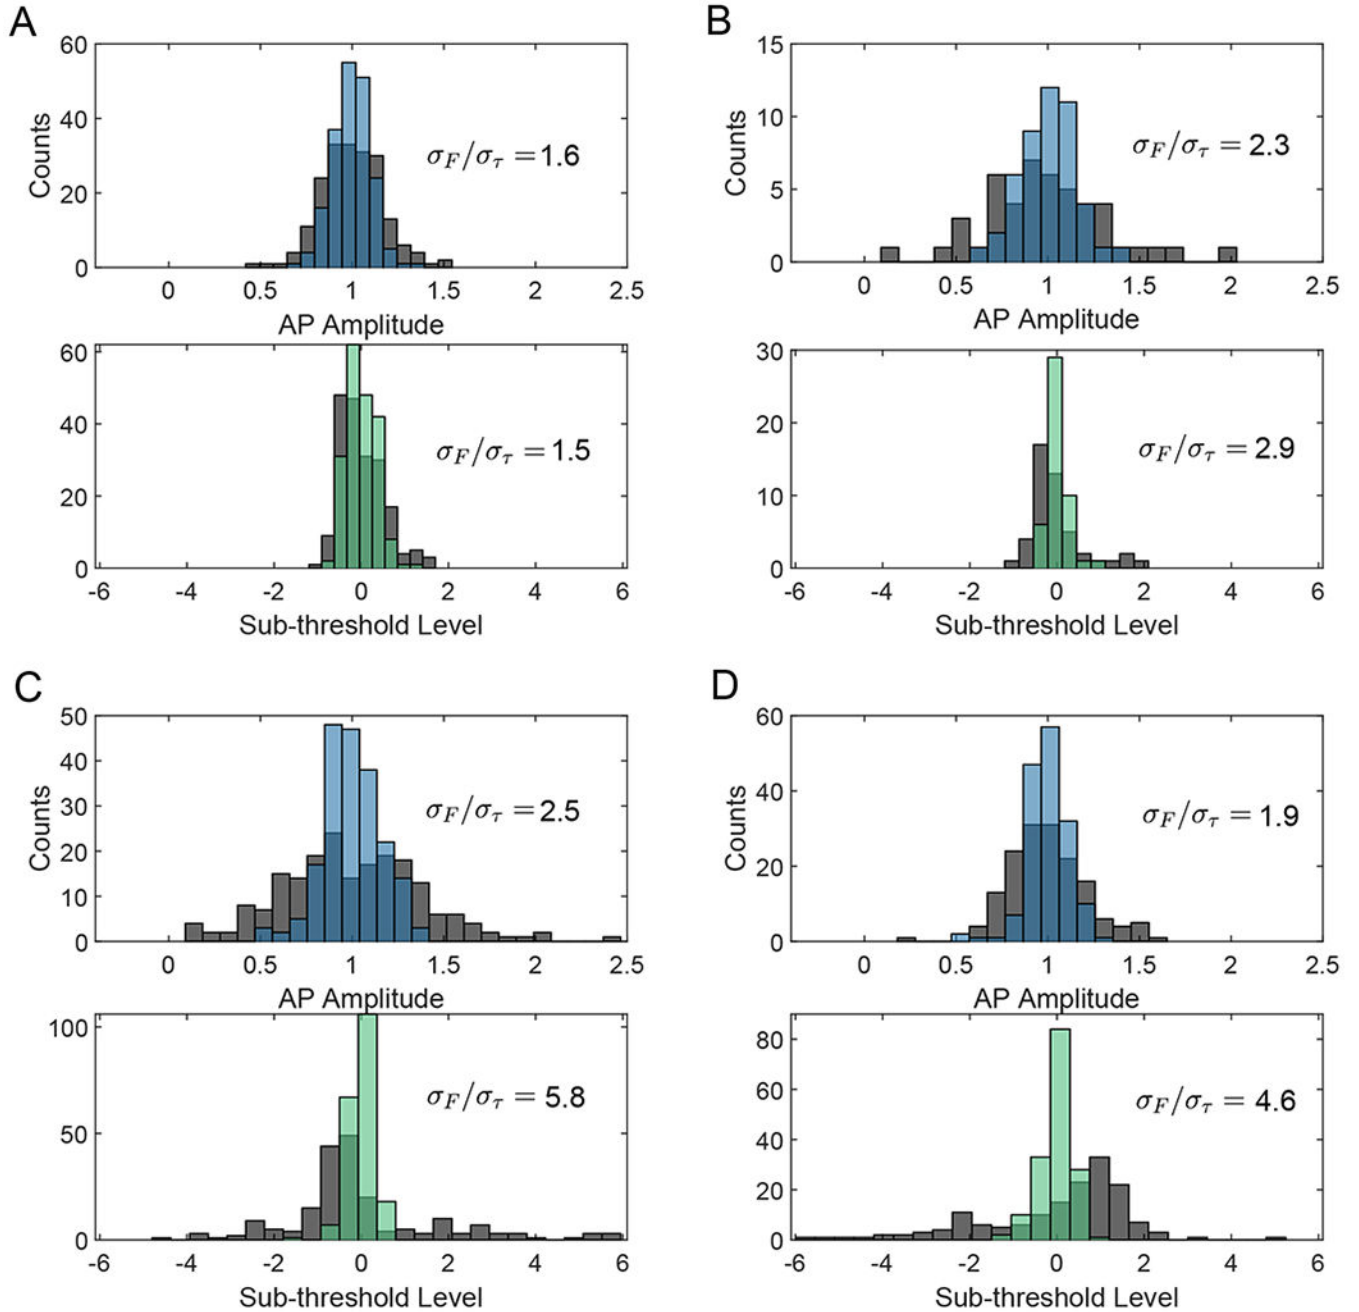 A
B
60
40
20
0
Counts
σF/στ = 1.6
0 0.5 1 1.5 2 2.5
AP Amplitude
15
10
5
0
Counts
σF/στ = 2.3
0 0.5 1 1.5 2 2.5
AP Amplitude
60
40
20
0
σF/στ = 1.5
-6 -4 -2 0 2 4 6
Sub-threshold Level
30
20
10
0
σF/στ = 2.9
-6 -4 -2 0 2 4 6
Sub-threshold Level
C
D
50
40
30
20
10
0
Counts
σF/στ = 2.5
0 0.5 1 1.5 2 2.5
AP Amplitude
60
40
20
0
Counts
σF/στ = 1.9
0 0.5 1 1.5 2 2.5
AP Amplitude
100
50
0
σF/στ = 5.8
-6 -4 -2 0 2 4 6
Sub-threshold Level
80
60
40
20
0
σF/στ = 4.6
-6 -4 -2 0 2 4 6
Sub-threshold Level